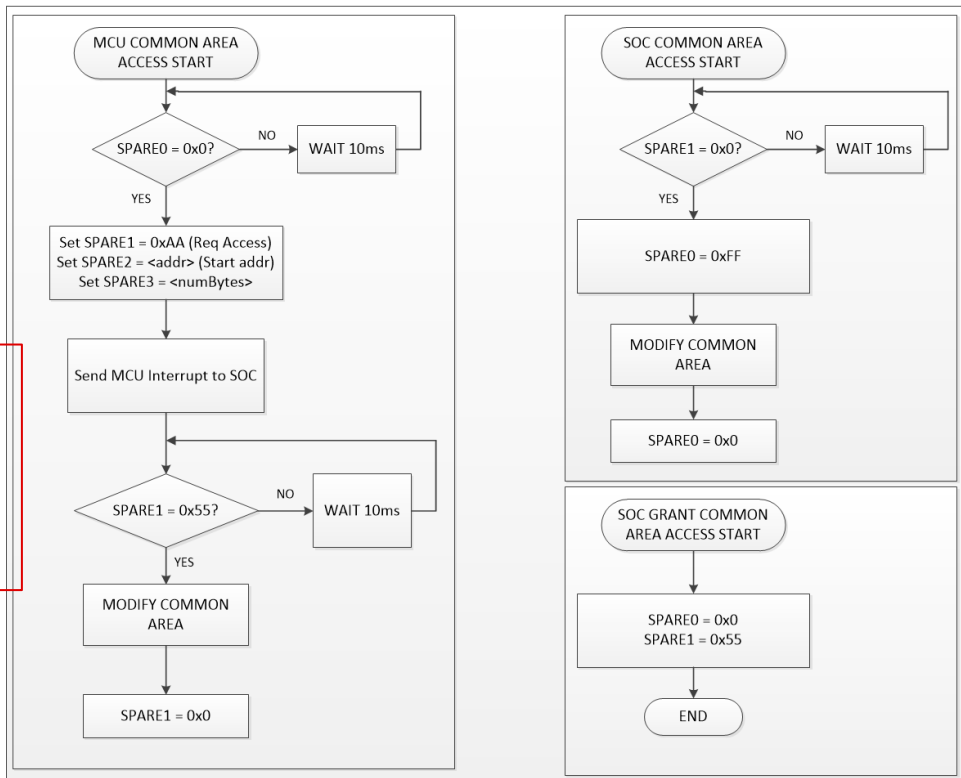 MCU COMMON AREA
ACCESS START
SPARE0 = 0x0?
NO
WAIT 10ms
YES
Set SPARE1 = 0xAA (Req Access)
Set SPARE2 = <addr> (Start addr)
Set SPARE3 = <numBytes>
Send MCU Interrupt to SOC
SPARE1 = 0x55?
NO
WAIT 10ms
YES
MODIFY COMMON
AREA
SPARE1 = 0x0
SOC COMMON AREA
ACCESS START
SPARE1 = 0x0?
NO
WAIT 10ms
YES
SPARE0 = 0xFF
MODIFY COMMON
AREA
SPARE0 = 0x0
SOC GRANT COMMON
AREA ACCESS START
SPARE0 = 0x0
SPARE1 = 0x55
END